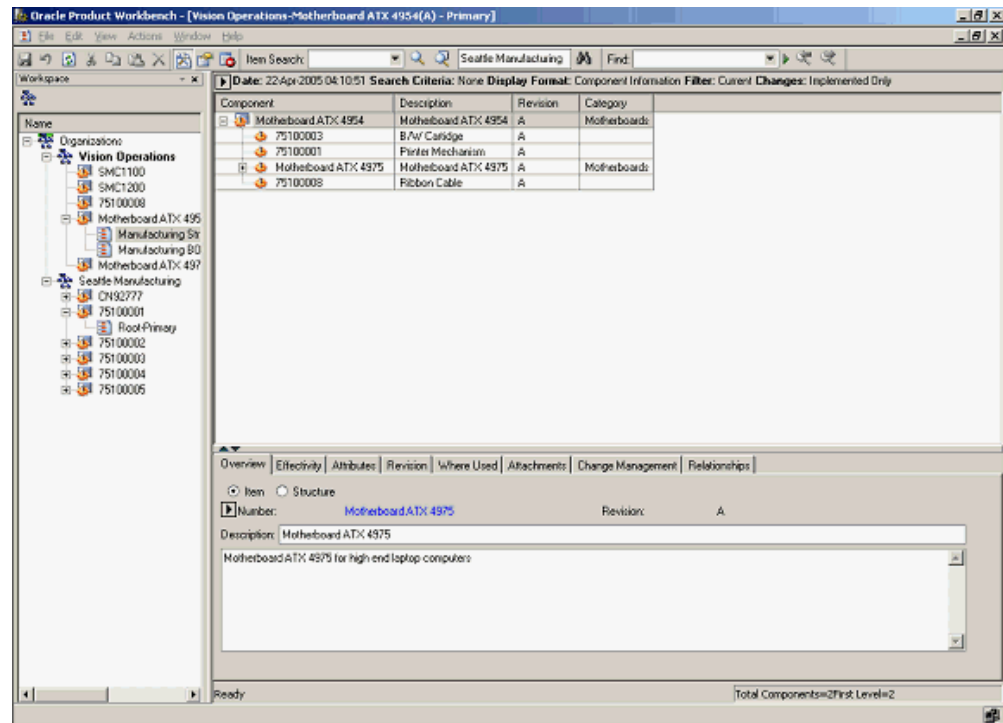 Oracle Product Workbench - [Vision Operations-Motherboard ATX 4954(A) - Primary]
File Edit View Actions Window Help
Item Search: Seattle Manufacturing Find:
Workspace
Date: 22-Apr-2005 04:10:51 Search Criteria: None Display Format: Component Information Filter: Current Changes: Implemented Only
Name
Organizations
Vision Operations
SMC1100
SMC1200
75100008
Motherboard ATX 495
Manufacturing Str
Manufacturing BO
Motherboard ATX 497
Seattle Manufacturing
CN92777
75100001
Root-Primary
75100002
75100003
75100004
75100005
Component Description Revision Category
Motherboard ATX 4954 Motherboard ATX 4954 A Motherboards
75100003 B/W Cartidge A
75100001 Printer Mechanism A
Motherboard ATX 4975 Motherboard ATX 4975 A Motherboards
75100008 Ribbon Cable A
Overview Effectivity Attributes Revision Where Used Attachments Change Management Relationships
Item Structure
Number: Motherboard ATX 4975 Revision: A
Description: Motherboard ATX 4975
Motherboard ATX 4975 for high end laptop computers
Ready Total Components=2First Level=2